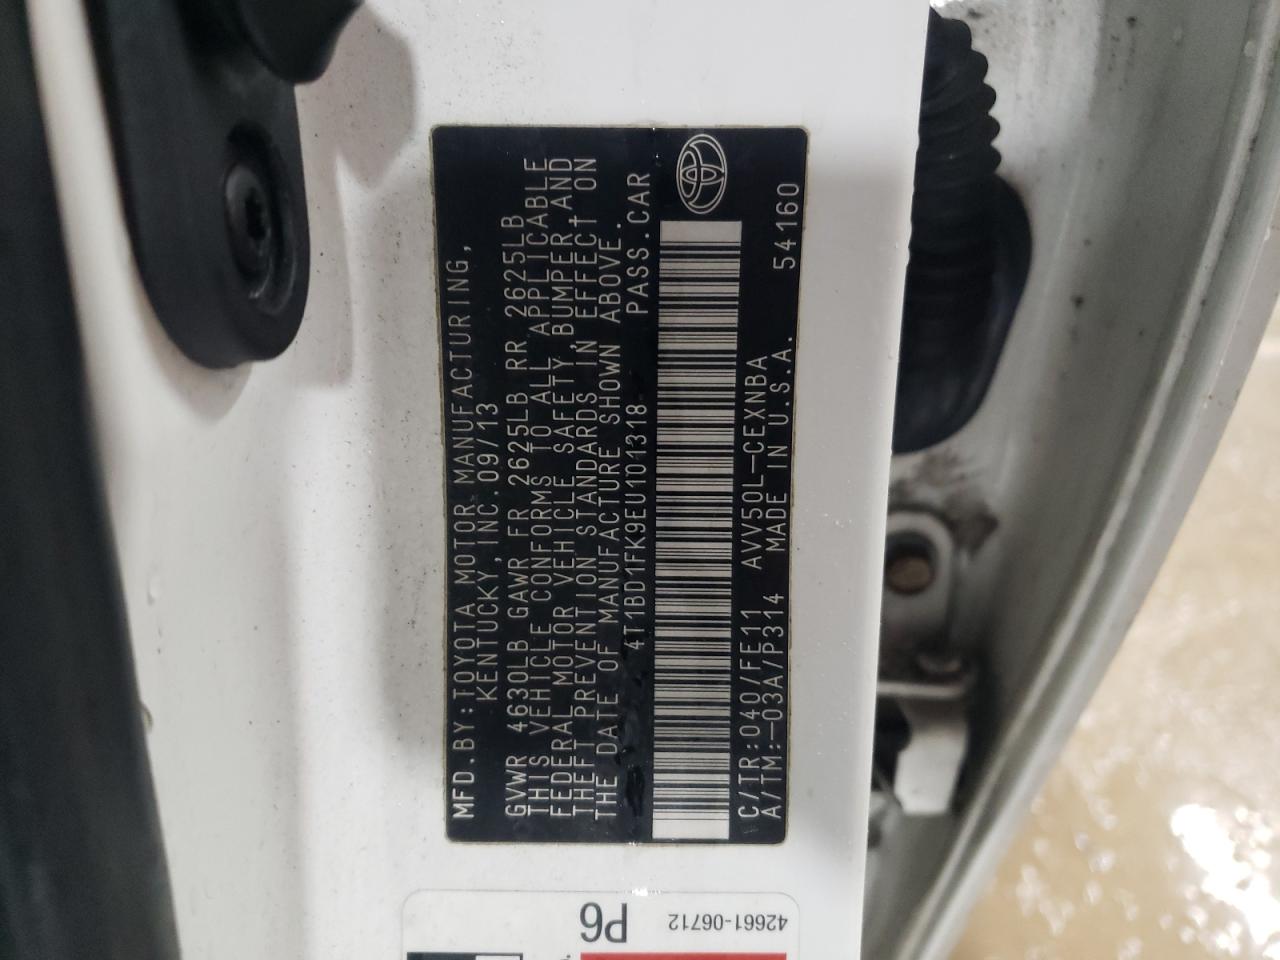 MFD.BY:TOYOTA MOTOR MANUFACTURING,
KENTUCKY, INC.09/13
GVWR 4630LB GAWR FR 2625LB RR 2625LB
THIS VEHICLE CONFORMS TO ALL APPLICABLE
FEDERAL MOTOR VEHICLE SAFETY,BUMPER,AND
THEFT PREVENTION STANDARDS IN EFFECT ON
THE DATE OF MANUFACTURE SHOWN ABOVE.
4T1BD1FK9EU101318 PASS.CAR
C/TR:040/FE11 AVV50L-CEXNBA
A/TM:-03A/P314 MADE IN U.S.A. 54160
P6
42661-06712